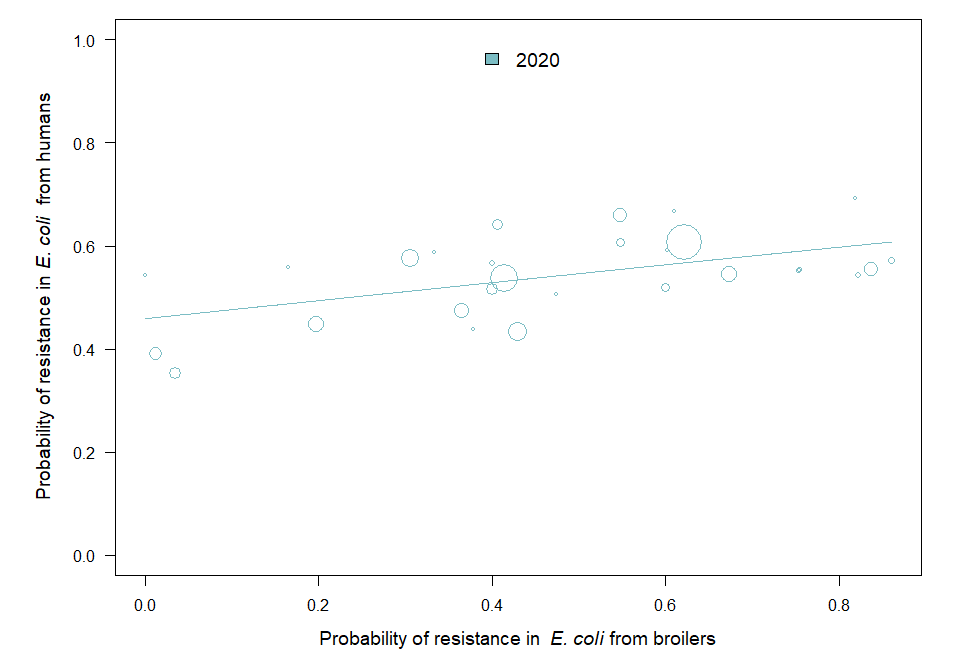 2020
Probability of resistance in E. coli from humans
1.0
0.8
0.6
0.4
0.2
0.0
0.0 0.2 0.4 0.6 0.8
Probability of resistance in E. coli from broilers